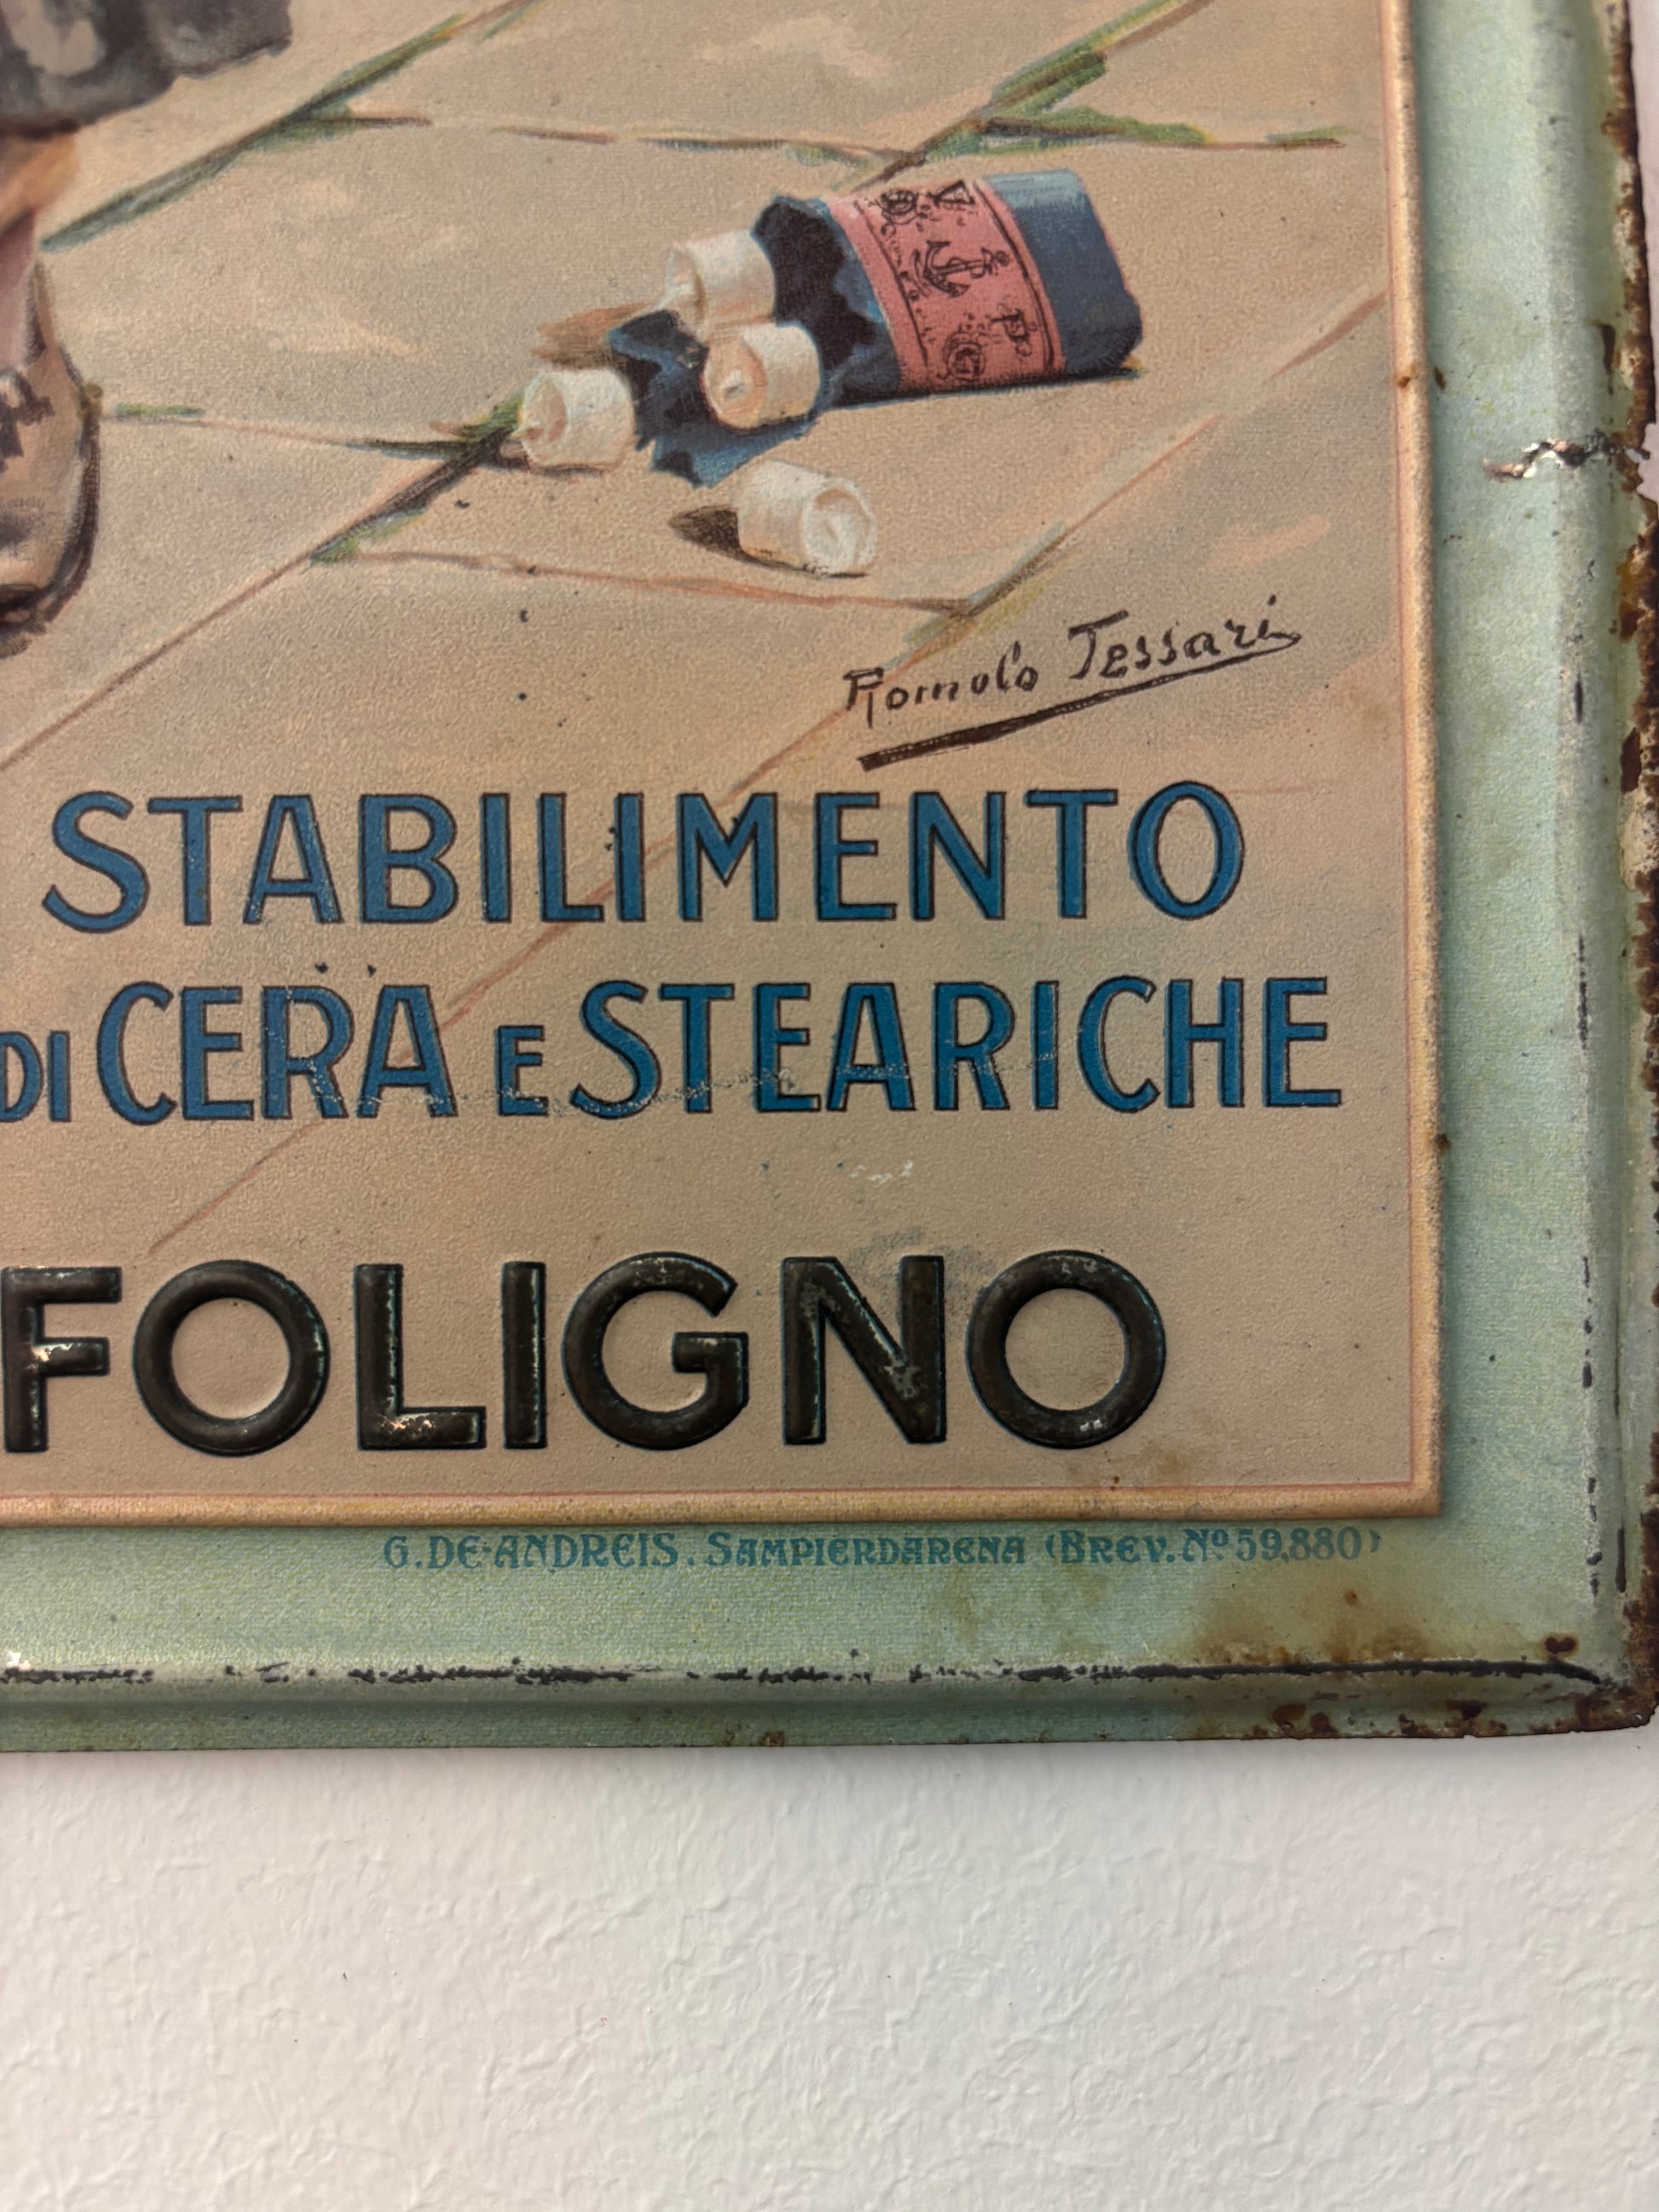 Romolo Tessari
STABILIMENTO
DI CERA E STEARICHE
FOLIGNO
G. DE-ANDREIS. SAMPIERDARENA (BREV. Nº 59,880)